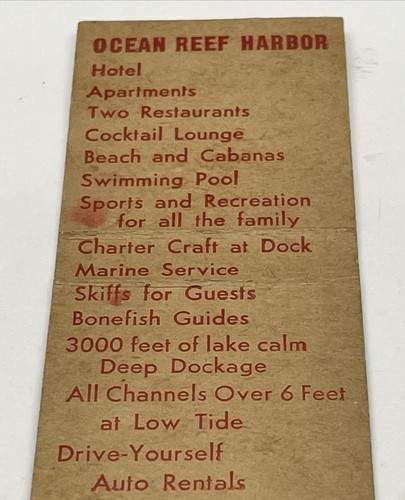 OCEAN REEF HARBOR
Hotel
Apartments
Two Restaurants
Cocktail Lounge
Beach and Cabanas
Swimming Pool
Sports and Recreation
for all the family
Charter Craft at Dock
Marine Service
Skiffs for Guests
Bonefish Guides
3000 feet of lake calm
Deep Dockage
All Channels Over 6 Feet
at Low Tide
Drive-Yourself
Auto Rentals